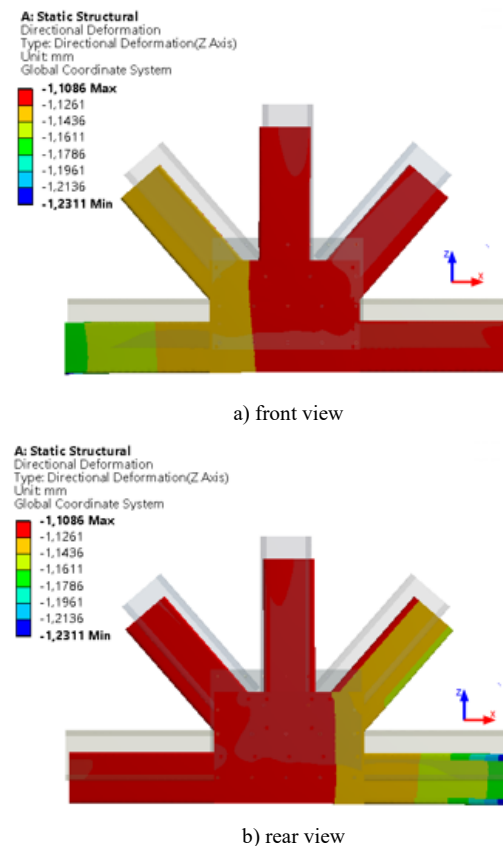 A: Static Structural
Directional Deformation
Type: Directional Deformation(Z Axis)
Unit: mm
Global Coordinate System
-1,1086 Max
-1,1261
-1,1436
-1,1611
-1,1786
-1,1961
-1,2136
-1,2311 Min
z
x
a) front view
A: Static Structural
Directional Deformation
Type: Directional Deformation(Z Axis)
Unit: mm
Global Coordinate System
-1,1086 Max
-1,1261
-1,1436
-1,1611
-1,1786
-1,1961
-1,2136
-1,2311 Min
z
x
b) rear view